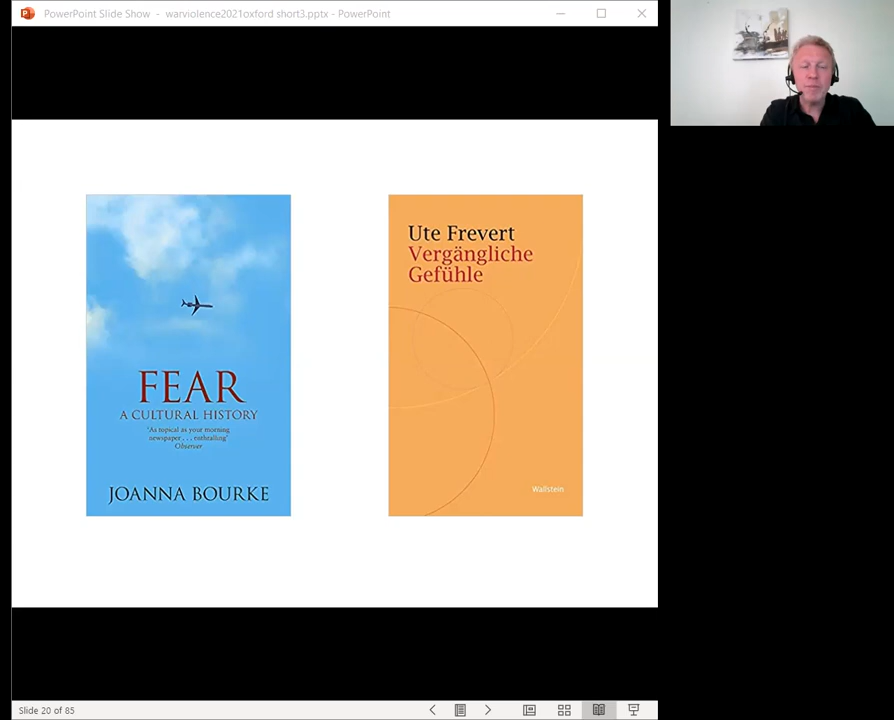 PowerPoint Slide Show - warviolence2021oxford short3.pptx - PowerPoint
FEAR
A CULTURAL HISTORY
"As topical as your morning
newspaper . . . enthralling"
Observer
JOANNA BOURKE
Ute Frevert
Vergängliche
Gefühle
Wallstein
Slide 20 of 85